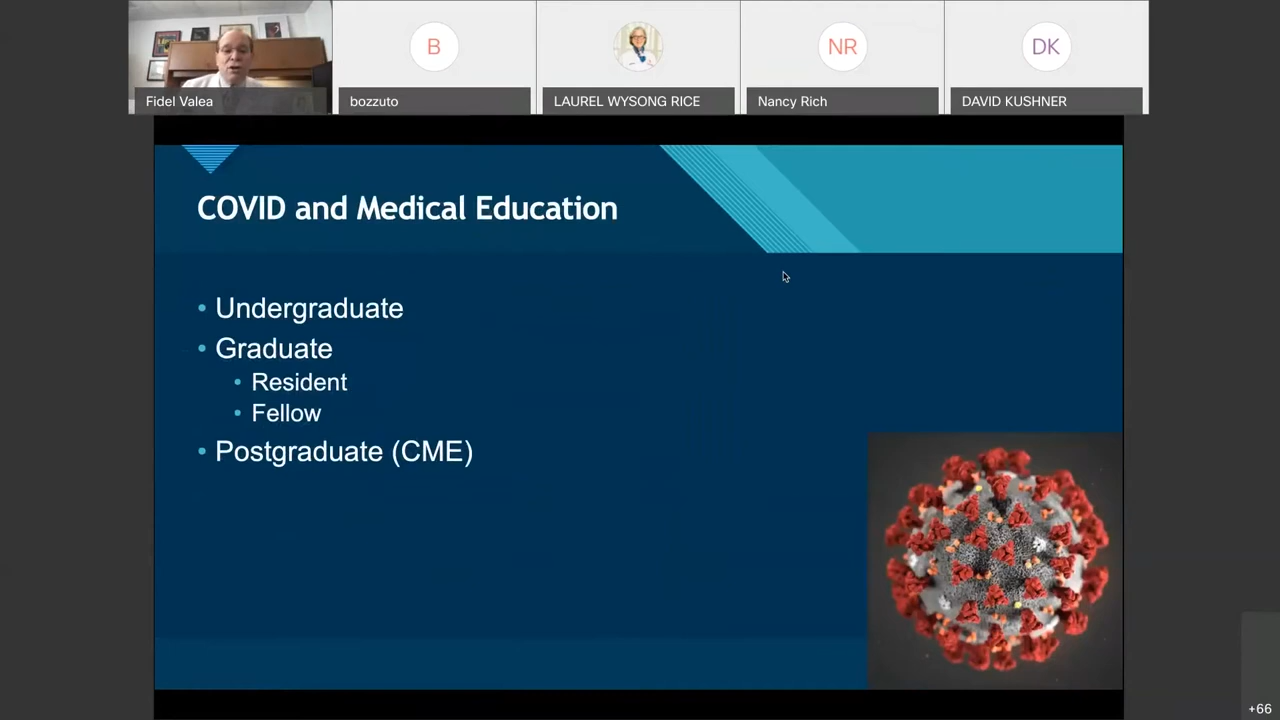 B
NR
DK
Fidel Valea
bozzuto
LAUREL WYSONG RICE
Nancy Rich
DAVID KUSHNER
COVID and Medical Education
• Undergraduate
• Graduate
• Resident
• Fellow
• Postgraduate (CME)
+66